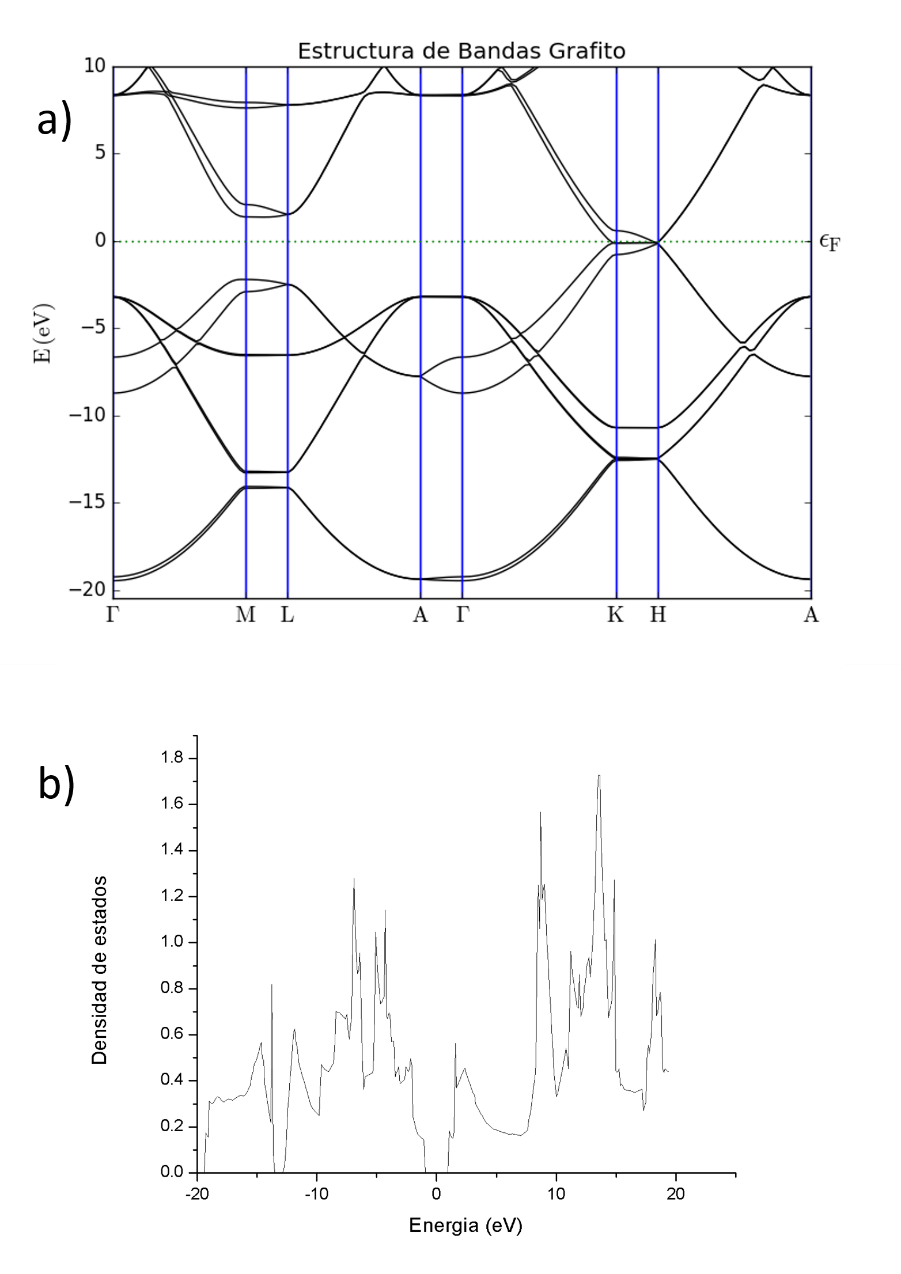 Estructura de Bandas Grafito
a)
10
5
0
−5
−10
−15
−20
E (eV)
ϵF
Γ M L A Γ K H A
b)
1.8
1.6
1.4
1.2
1.0
0.8
0.6
0.4
0.2
0.0
Densidad de estados
-20 -10 0 10 20
Energia (eV)